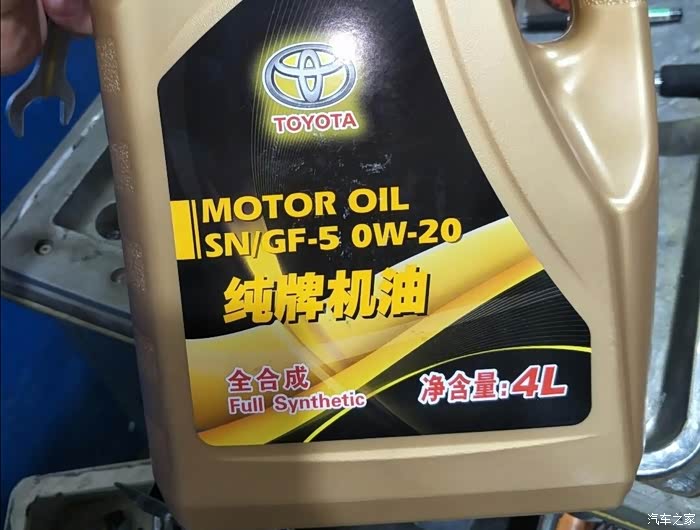 TOYOTA
MOTOR OIL
SN/GF-5 0W-20
纯牌机油
全合成
Full Synthetic
净含量:4L
汽车之家